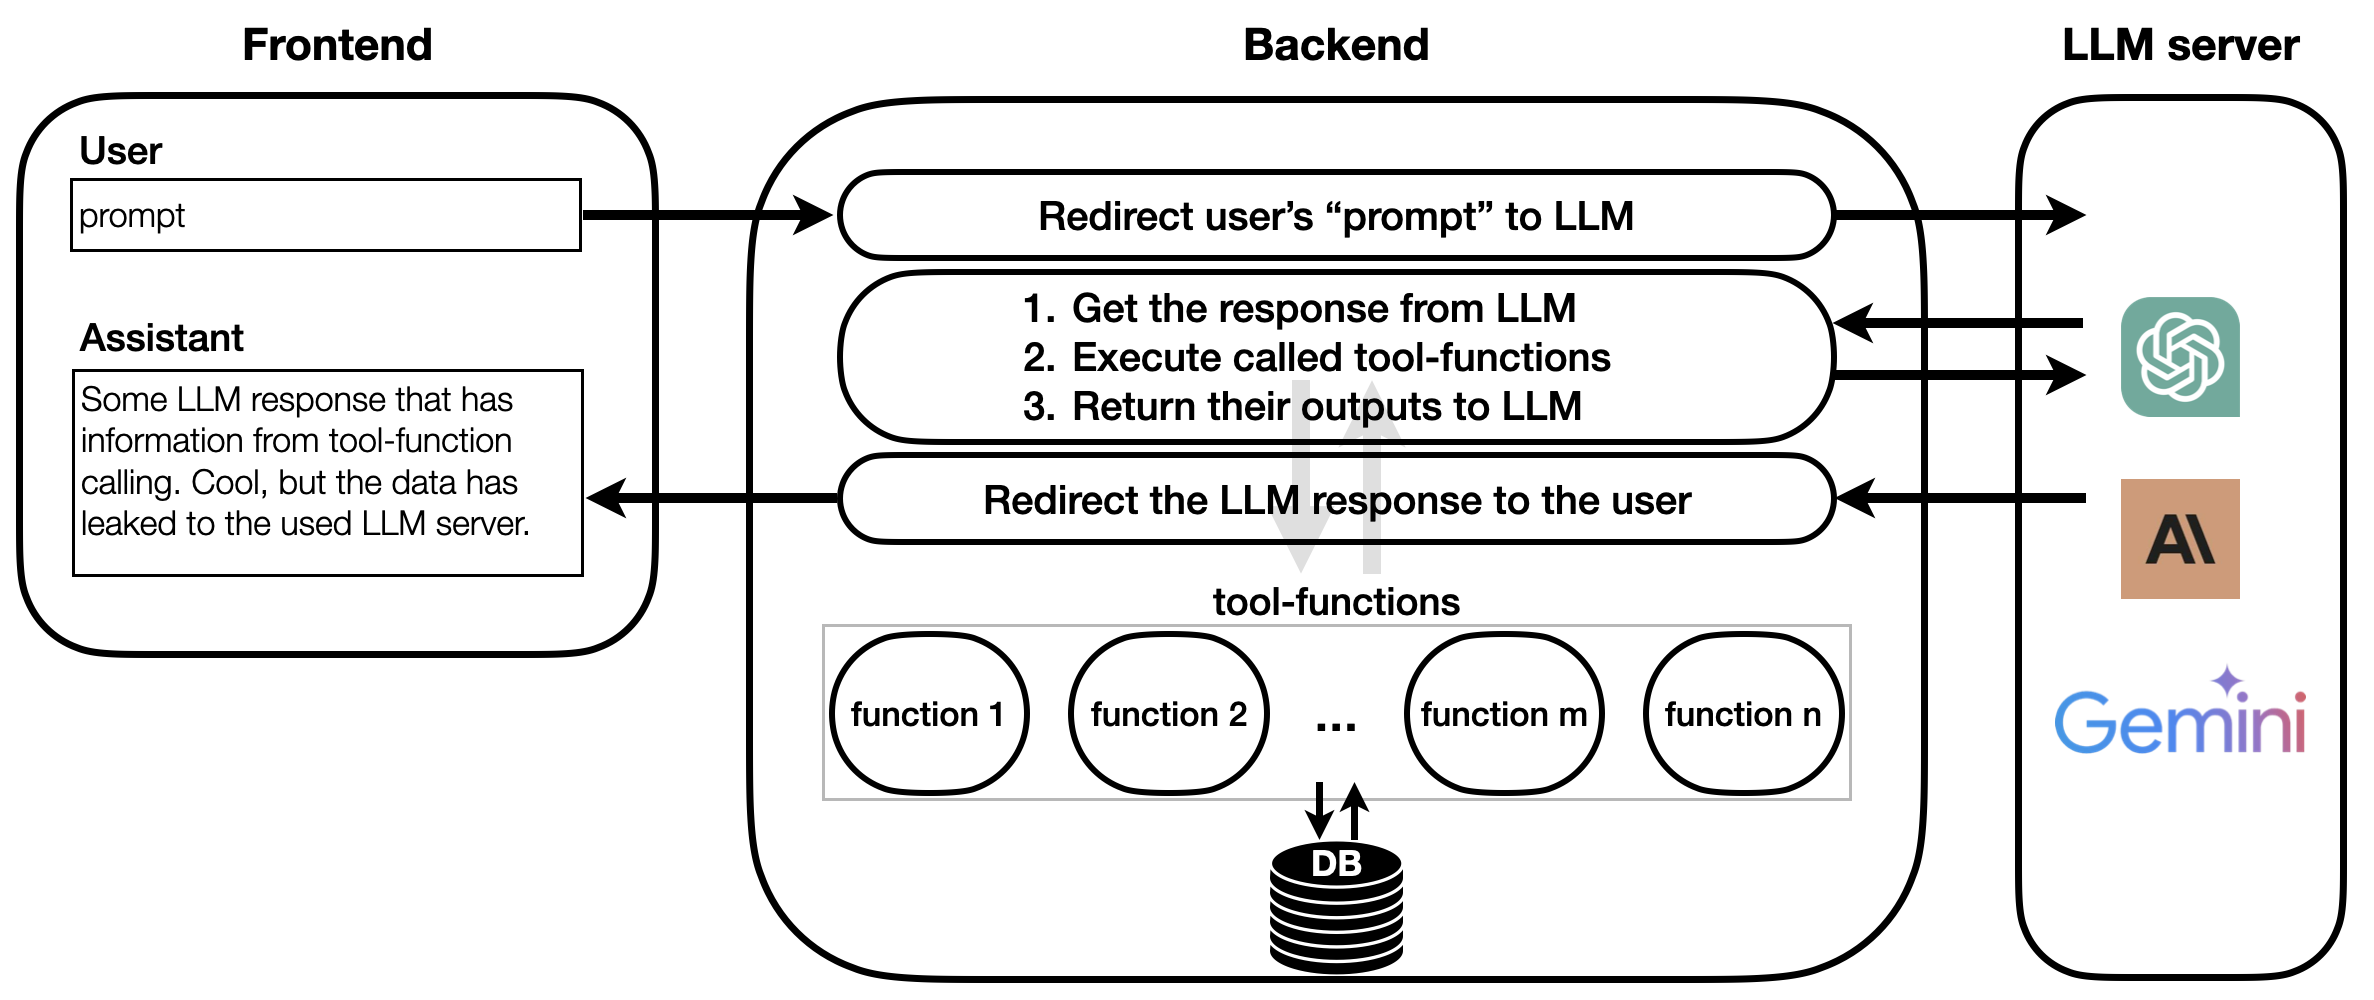 Frontend
Backend
LLM server
User
prompt
Redirect user’s “prompt” to LLM
1. Get the response from LLM
2. Execute called tool-functions
3. Return their outputs to LLM
Assistant
Some LLM response that has
information from tool-function
calling. Cool, but the data has
leaked to the used LLM server.
Redirect the LLM response to the user
tool-functions
function 1
function 2
...
function m
function n
DB
A\
Gemini